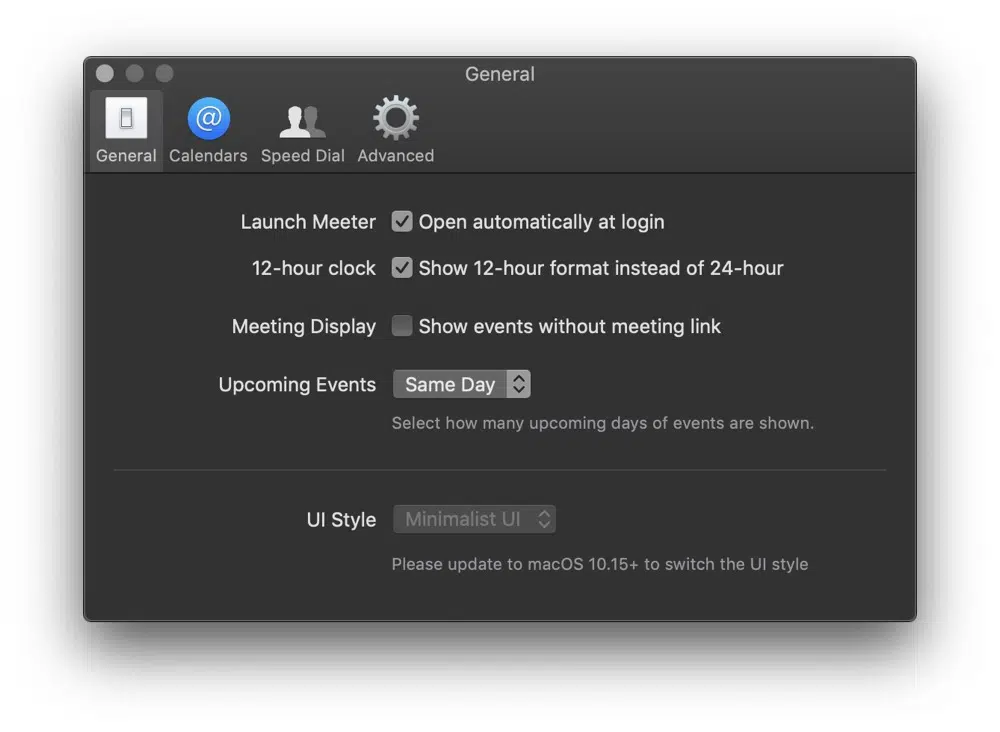 General
General Calendars Speed Dial Advanced
Launch Meeter Open automatically at login
12-hour clock Show 12-hour format instead of 24-hour
Meeting Display Show events without meeting link
Upcoming Events Same Day
Select how many upcoming days of events are shown.
UI Style Minimalist UI
Please update to macOS 10.15+ to switch the UI style